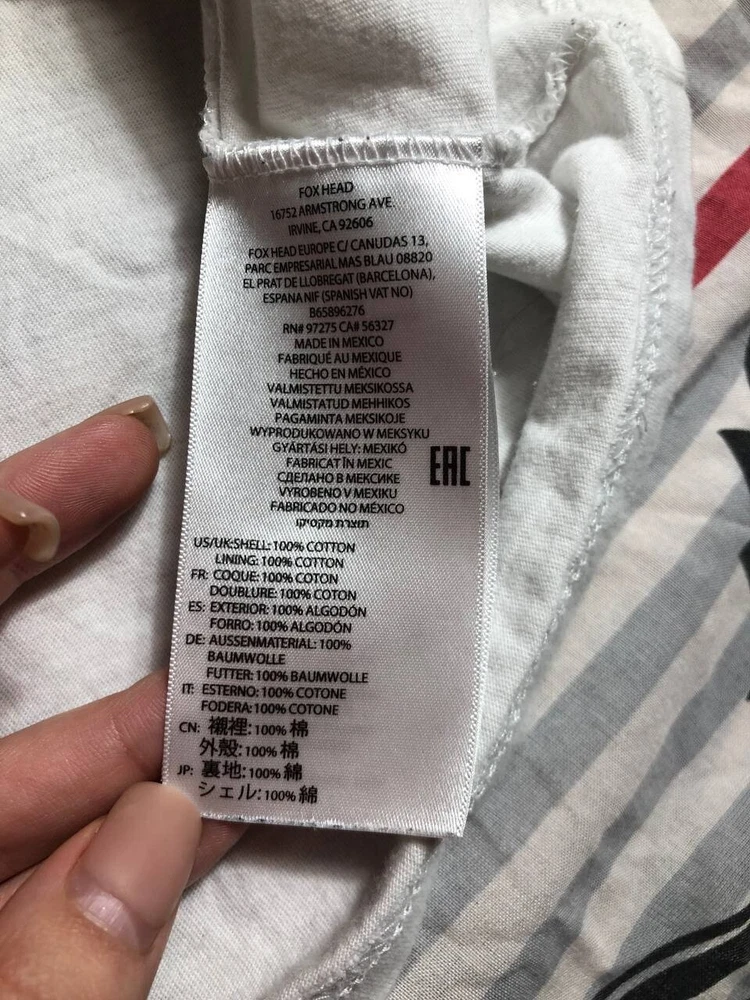 FOX HEAD
16752 ARMSTRONG AVE.
IRVINE, CA 92606
FOX HEAD EUROPE C/ CANUDAS 13,
PARC EMPRESARIAL MAS BLAU 08820
EL PRAT DE LLOBREGAT (BARCELONA),
ESPANA NIF (SPANISH VAT NO)
B65896276
RN# 97275 CA# 56327
MADE IN MEXICO
FABRIQUÉ AU MEXIQUE
HECHO EN MÉXICO
VALMISTETTU MEKSIKOSSA
VALMISTATUD MEHHIKOS
PAGAMINTA MEKSIKOJE
WYPRODUKOWANO W MEKSYKU
GYÁRTÁSI HELY: MEXIKÓ
FABRICAT ÎN MEXIC
EAC
СДЕЛАНО В МЕКСИКЕ
VYROBENO V MEXIKU
FABRICADO NO MÉXICO
תוצרת מקסיקו
US/UK:SHELL: 100% COTTON
LINING: 100% COTTON
FR: COQUE: 100% COTON
DOUBLURE: 100% COTON
ES: EXTERIOR: 100% ALGODÓN
FORRO: 100% ALGODÓN
DE: AUSSENMATERIAL: 100%
BAUMWOLLE
FUTTER: 100% BAUMWOLLE
IT: ESTERNO: 100% COTONE
FODERA: 100% COTONE
CN: 襯裡: 100% 棉
外殼: 100% 棉
JP: 裏地: 100% 綿
シェル: 100% 綿